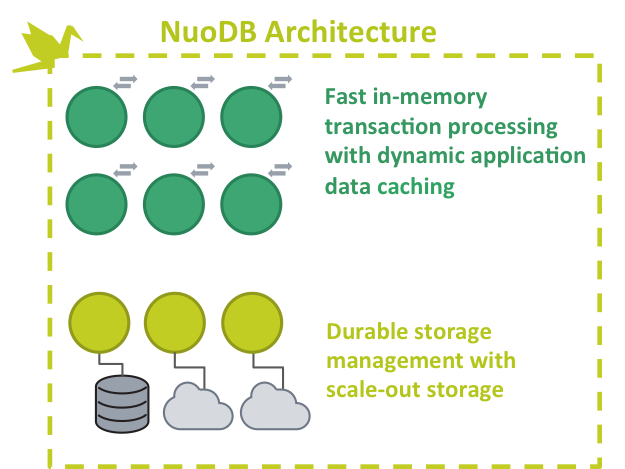 NuoDB Architecture
Fast in-memory
transaction processing
with dynamic application
data caching
Durable storage
management with
scale-out storage